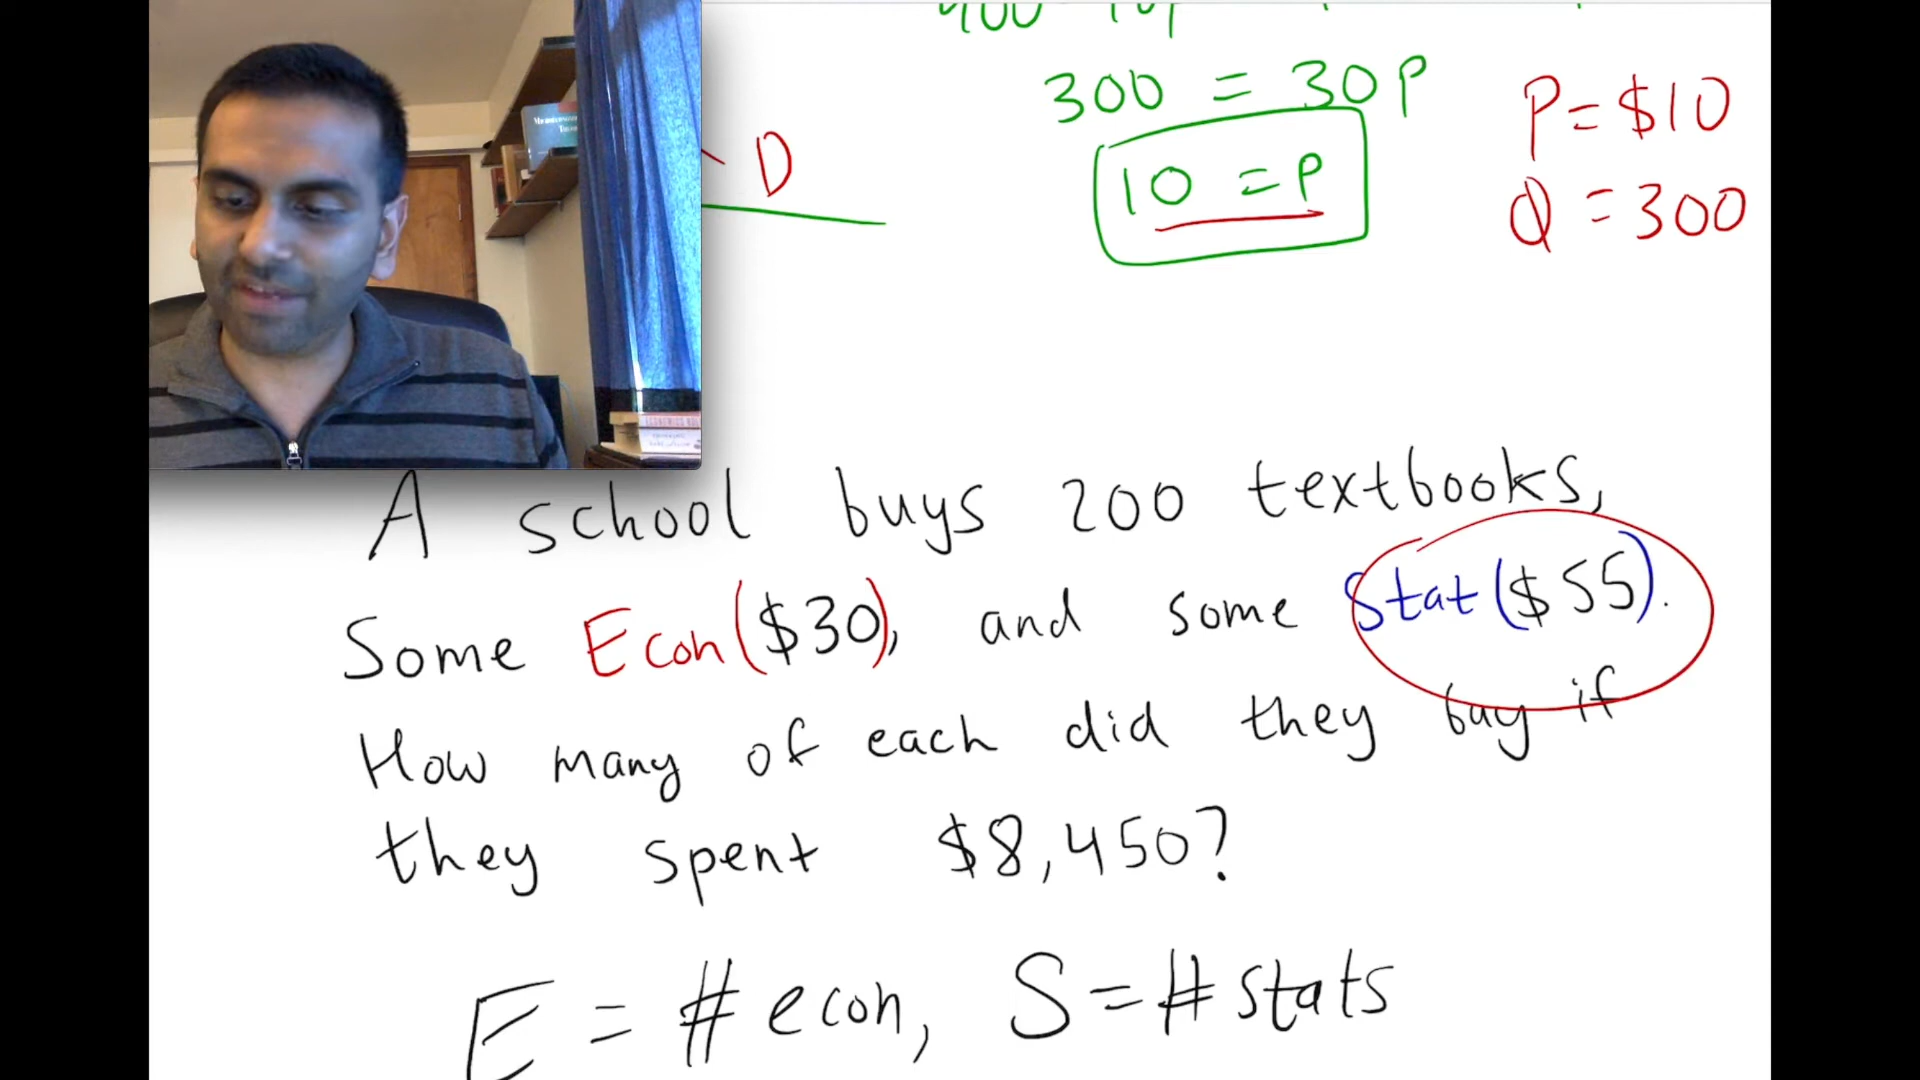 300 = 30P
10 = P
P = $10
Q = 300
D
A school buys 200 textbooks,
Some Econ ($30), and some Stat ($55).
How many of each did they buy if
they spent $8,450?
E = # econ, S = # stats